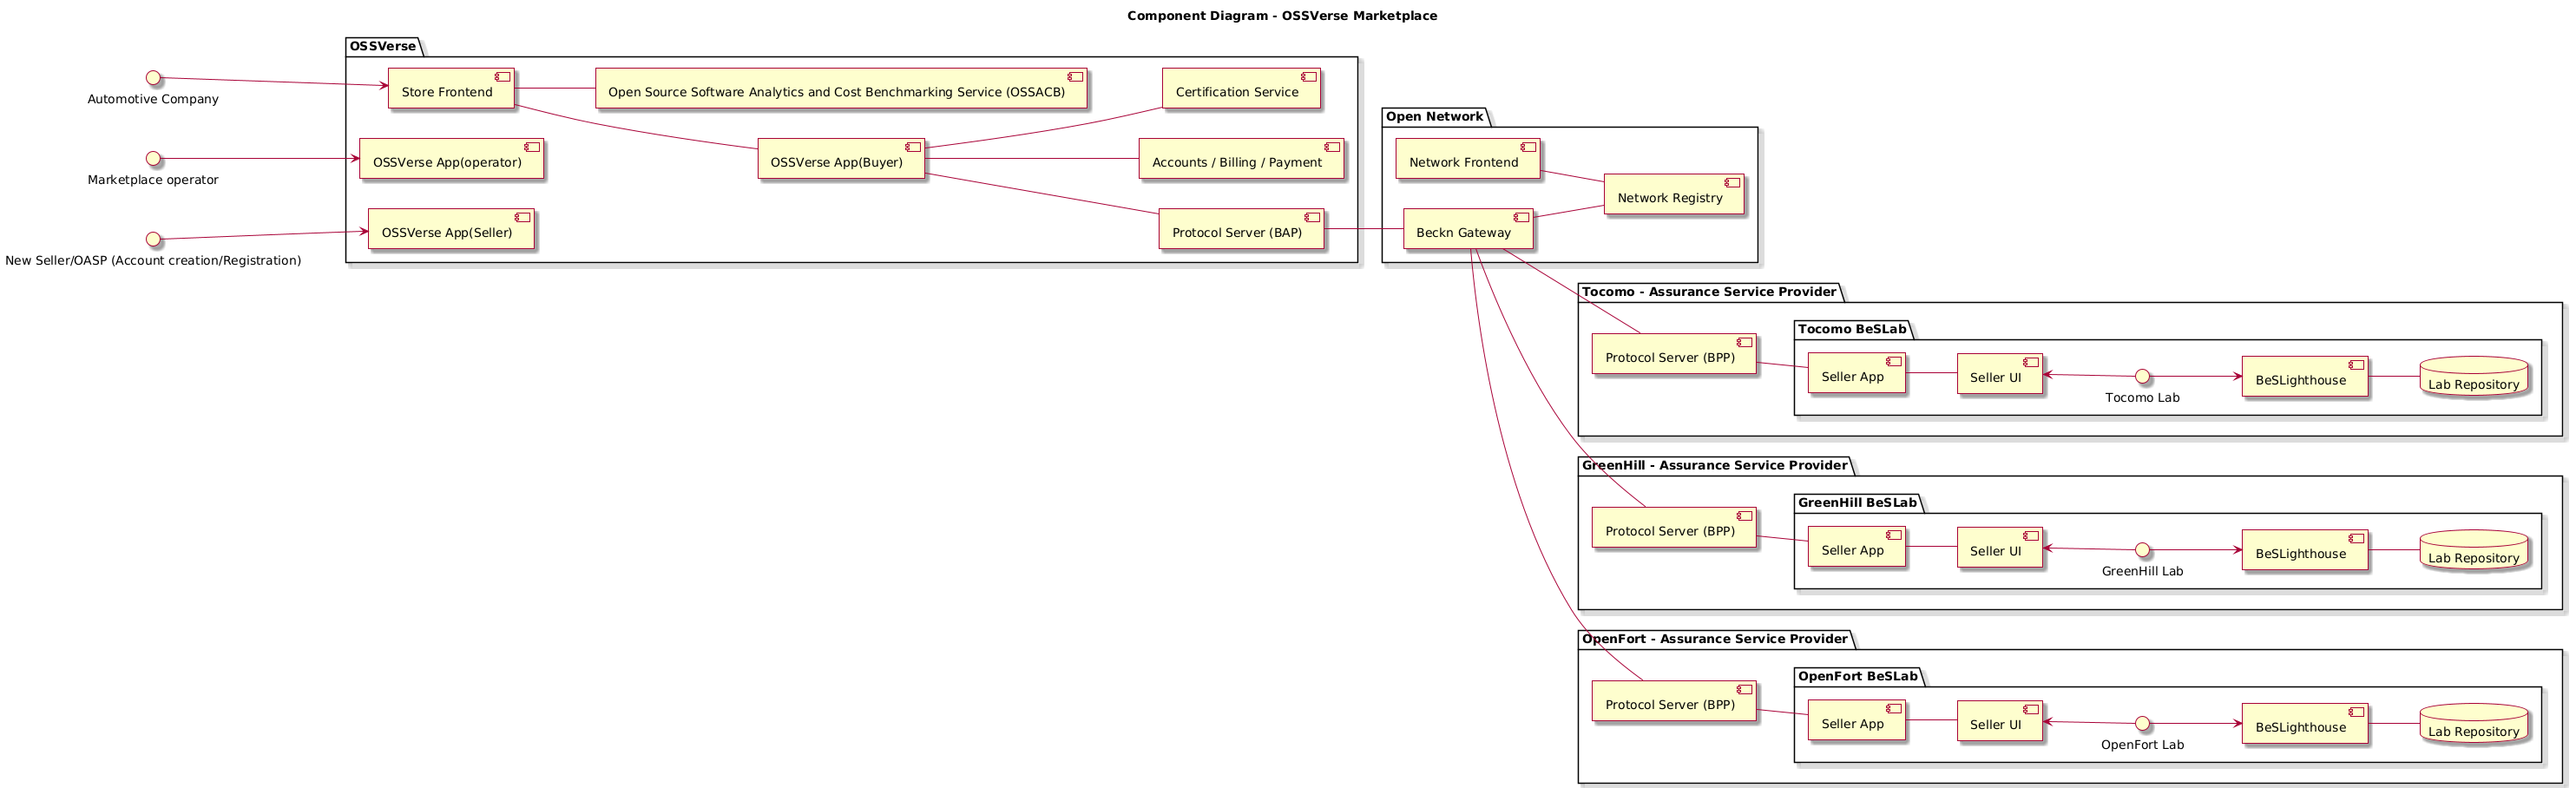 Component Diagram - OSSVerse Marketplace
OSSVerse
Automotive Company
Store Frontend
Open Source Software Analytics and Cost Benchmarking Service (OSSACB)
Certification Service
Marketplace operator
OSSVerse App(operator)
OSSVerse App(Buyer)
Accounts / Billing / Payment
New Seller/OASP (Account creation/Registration)
OSSVerse App(Seller)
Protocol Server (BAP)
Open Network
Network Frontend
Network Registry
Beckn Gateway
Tocomo - Assurance Service Provider
Protocol Server (BPP)
Tocomo BeSLab
Seller App
Seller UI
Tocomo Lab
BeSLighthouse
Lab Repository
GreenHill - Assurance Service Provider
Protocol Server (BPP)
GreenHill BeSLab
Seller App
Seller UI
GreenHill Lab
BeSLighthouse
Lab Repository
OpenFort - Assurance Service Provider
Protocol Server (BPP)
OpenFort BeSLab
Seller App
Seller UI
OpenFort Lab
BeSLighthouse
Lab Repository